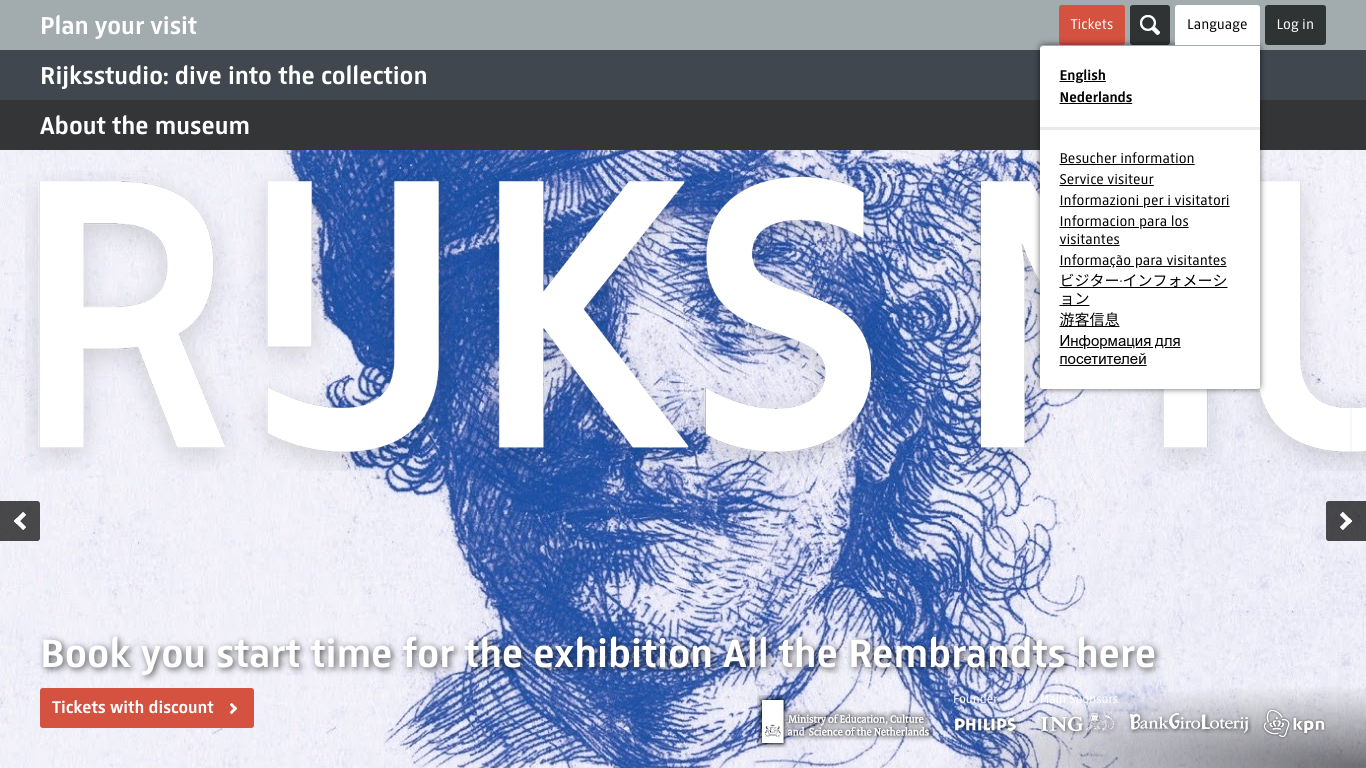 Plan your visit
Tickets
Language
Log in
Rijksstudio: dive into the collection
About the museum
English
Nederlands
Besucher information
Service visiteur
Informazioni per i visitatori
Informacion para los
visitantes
Informação para visitantes
ビジター·インフォメーシ
ョン
游客信息
Информация для
посетителей
RIJKS MU
Book you start time for the exhibition All the Rembrandts here
Tickets with discount
Founder
Main Sponsors
Ministry of Education, Culture
and Science of the Netherlands
PHILIPS
ING
BankGiroLoterij
kpn